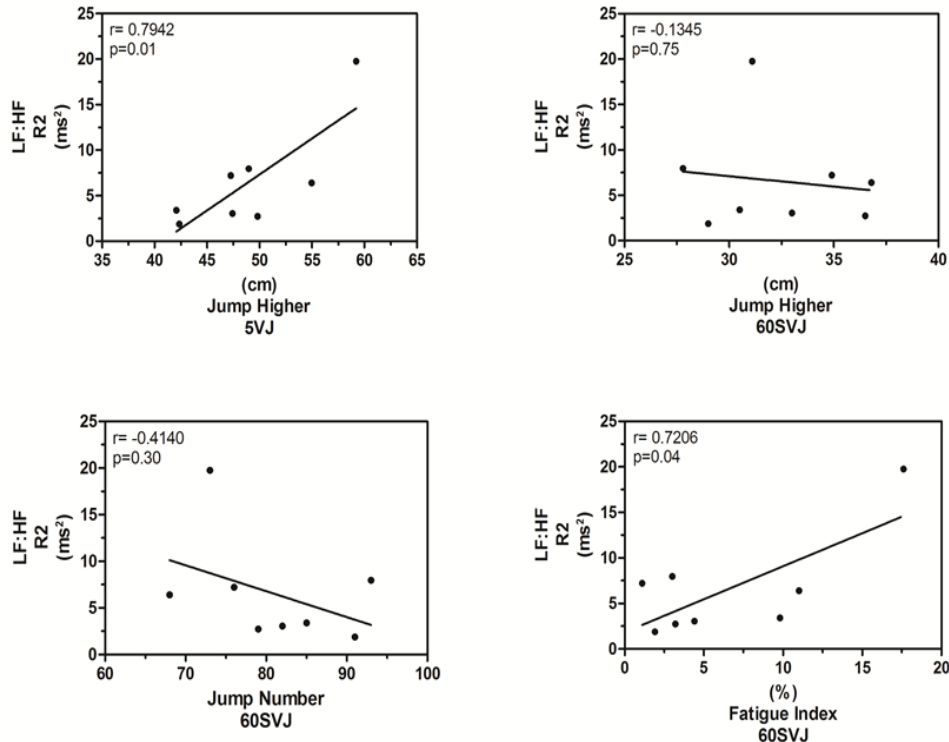 r= 0.7942
p=0.01
LF:HF
R2
(ms²)
25
20
15
10
5
0
35 40 45 50 55 60 65
(cm)
Jump Higher
5VJ
r= -0.1345
p=0.75
LF:HF
R2
(ms²)
25
20
15
10
5
0
25 30 35 40
(cm)
Jump Higher
60SVJ
r= -0.4140
p=0.30
LF:HF
R2
(ms²)
25
20
15
10
5
0
60 70 80 90 100
Jump Number
60SVJ
r= 0.7206
p=0.04
LF:HF
R2
(ms²)
25
20
15
10
5
0
0 5 10 15 20
(%)
Fatigue Index
60SVJ